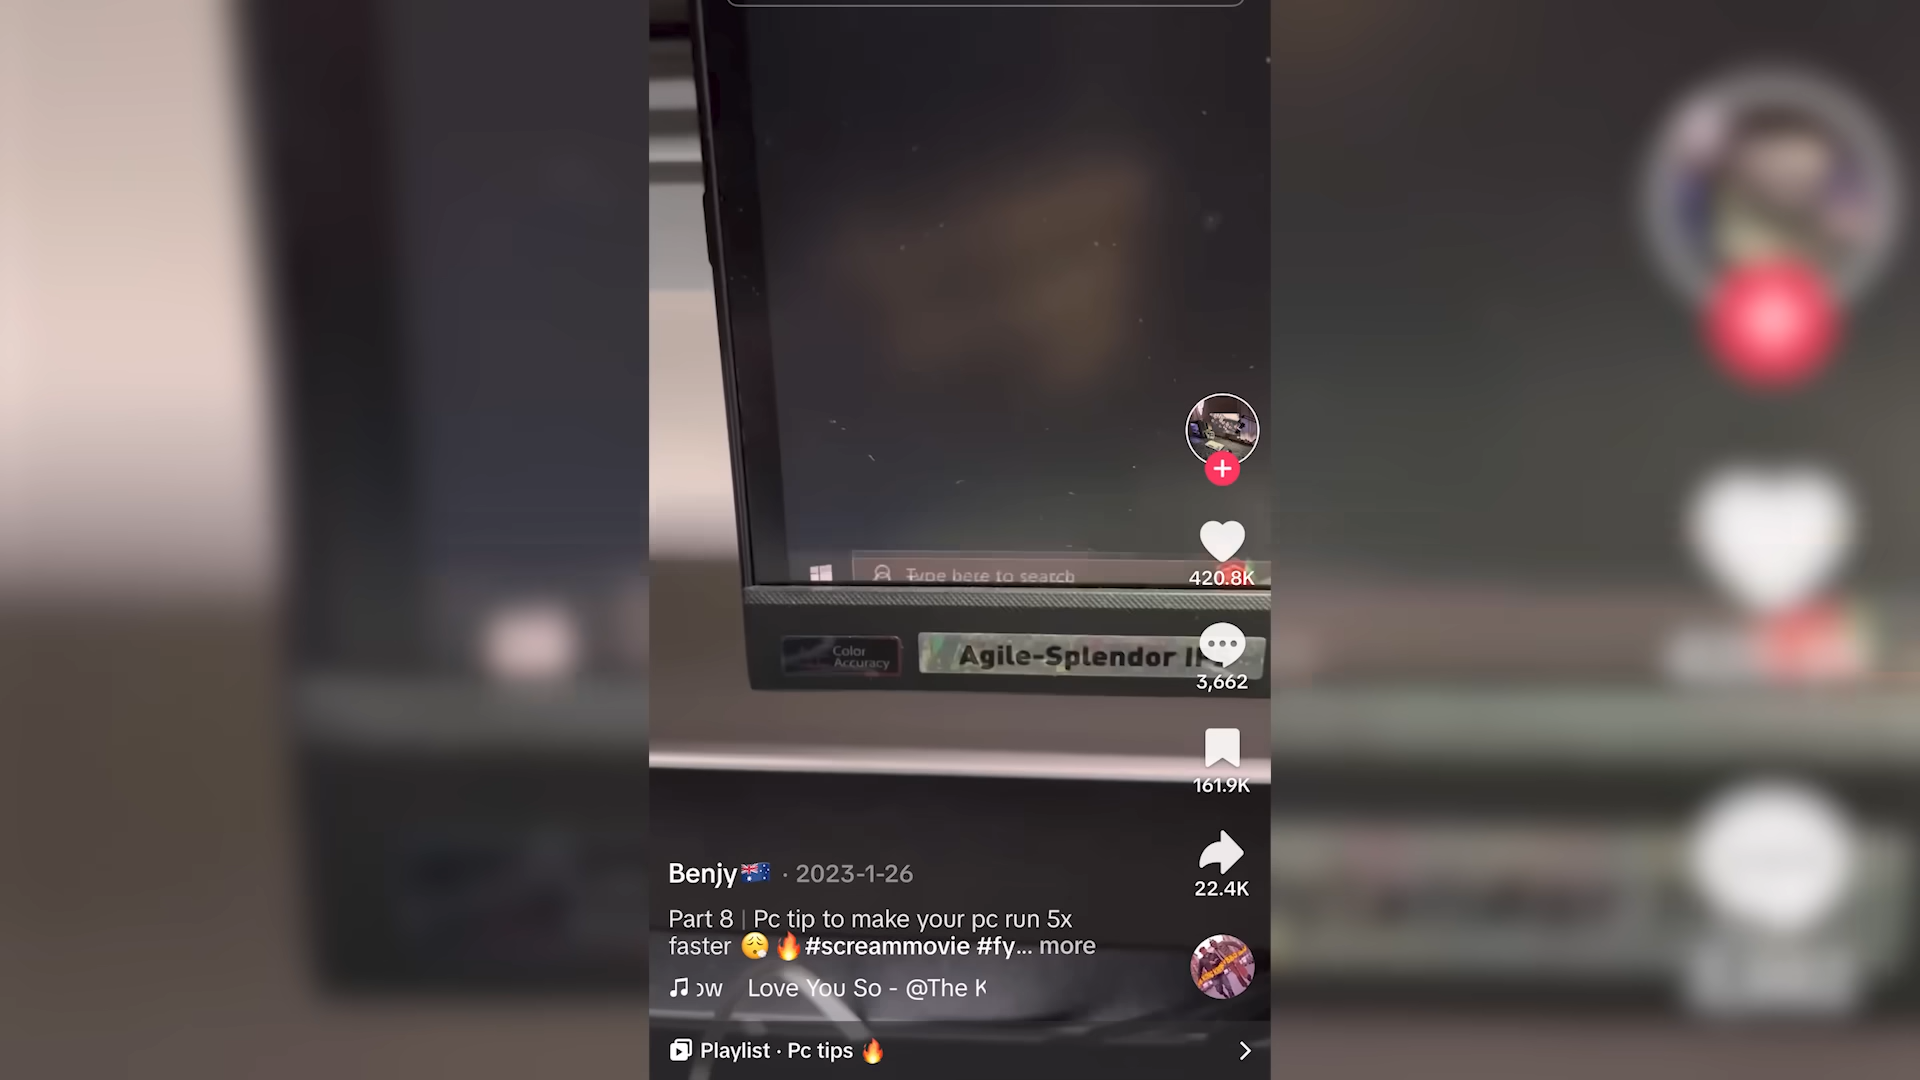 Type here to search
420.8K
Color
Accuracy
Agile-Splendor
3,662
161.9K
Benjy🇦🇺 · 2023-1-26
22.4K
Part 8 | Pc tip to make your pc run 5x
faster 😮‍💨 🔥#screammovie #fy... more
Love You So - @The K
Playlist · Pc tips 🔥